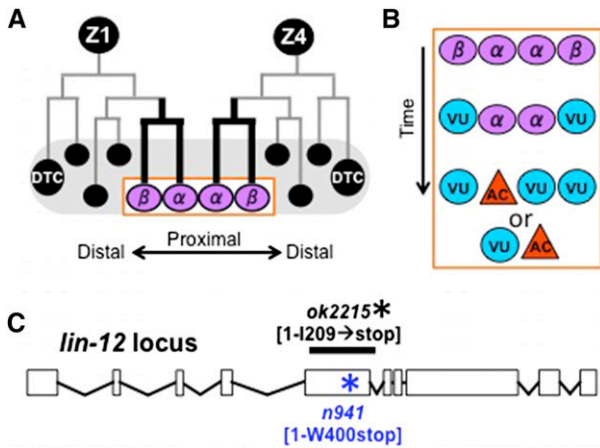 A
B
Z1
Z4
DTC
DTC
β α α β
Distal
Proximal
Distal
Time
β α α β
VU α α VU
VU AC VU VU
or
VU AC
C
lin-12 locus
ok2215*
[1-I209→stop]
*
n941
[1-W400stop]